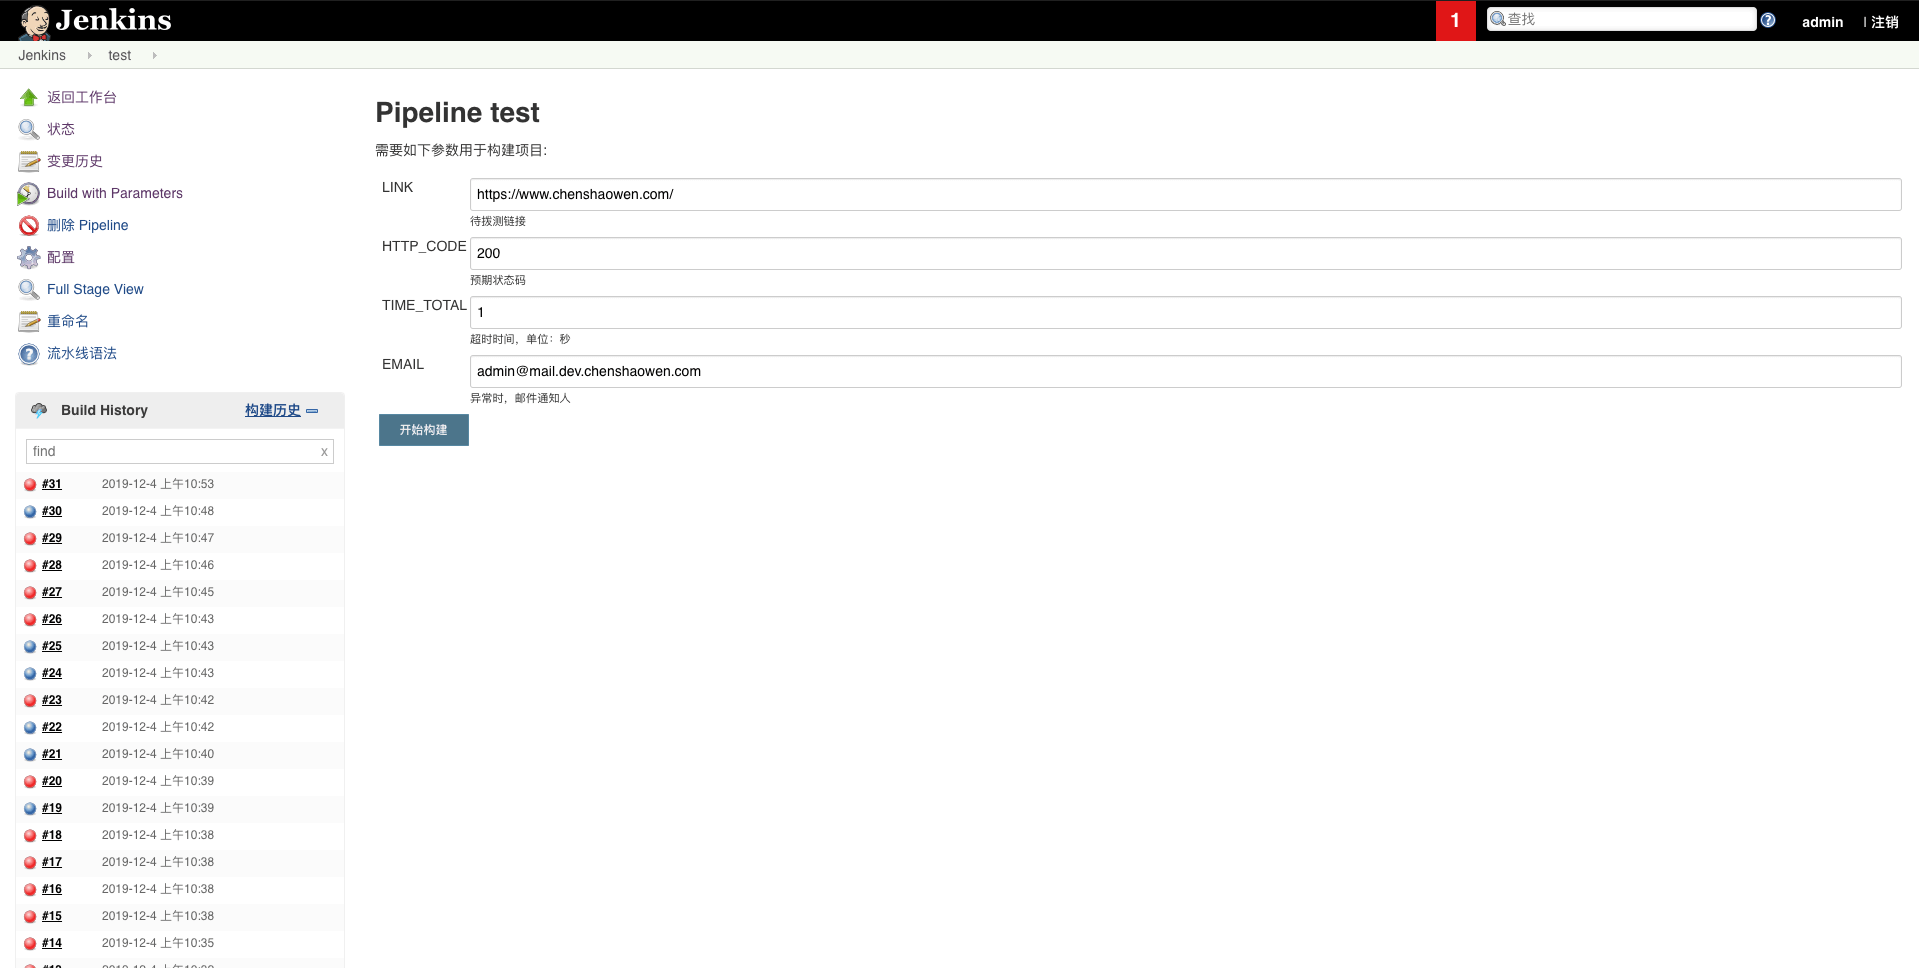 Jenkins
1
查找
admin
| 注销
Jenkins
test
返回工作台
状态
变更历史
Build with Parameters
删除 Pipeline
配置
Full Stage View
重命名
流水线语法
Build History
构建历史
find
x
#31 2019-12-4 上午10:53
#30 2019-12-4 上午10:48
#29 2019-12-4 上午10:47
#28 2019-12-4 上午10:46
#27 2019-12-4 上午10:45
#26 2019-12-4 上午10:43
#25 2019-12-4 上午10:43
#24 2019-12-4 上午10:43
#23 2019-12-4 上午10:42
#22 2019-12-4 上午10:42
#21 2019-12-4 上午10:40
#20 2019-12-4 上午10:39
#19 2019-12-4 上午10:39
#18 2019-12-4 上午10:38
#17 2019-12-4 上午10:38
#16 2019-12-4 上午10:38
#15 2019-12-4 上午10:38
#14 2019-12-4 上午10:35
Pipeline test
需要如下参数用于构建项目:
LINK
https://www.chenshaowen.com/
待拨测链接
HTTP_CODE
200
预期状态码
TIME_TOTAL
1
超时时间，单位：秒
EMAIL
admin@mail.dev.chenshaowen.com
异常时，邮件通知人
开始构建